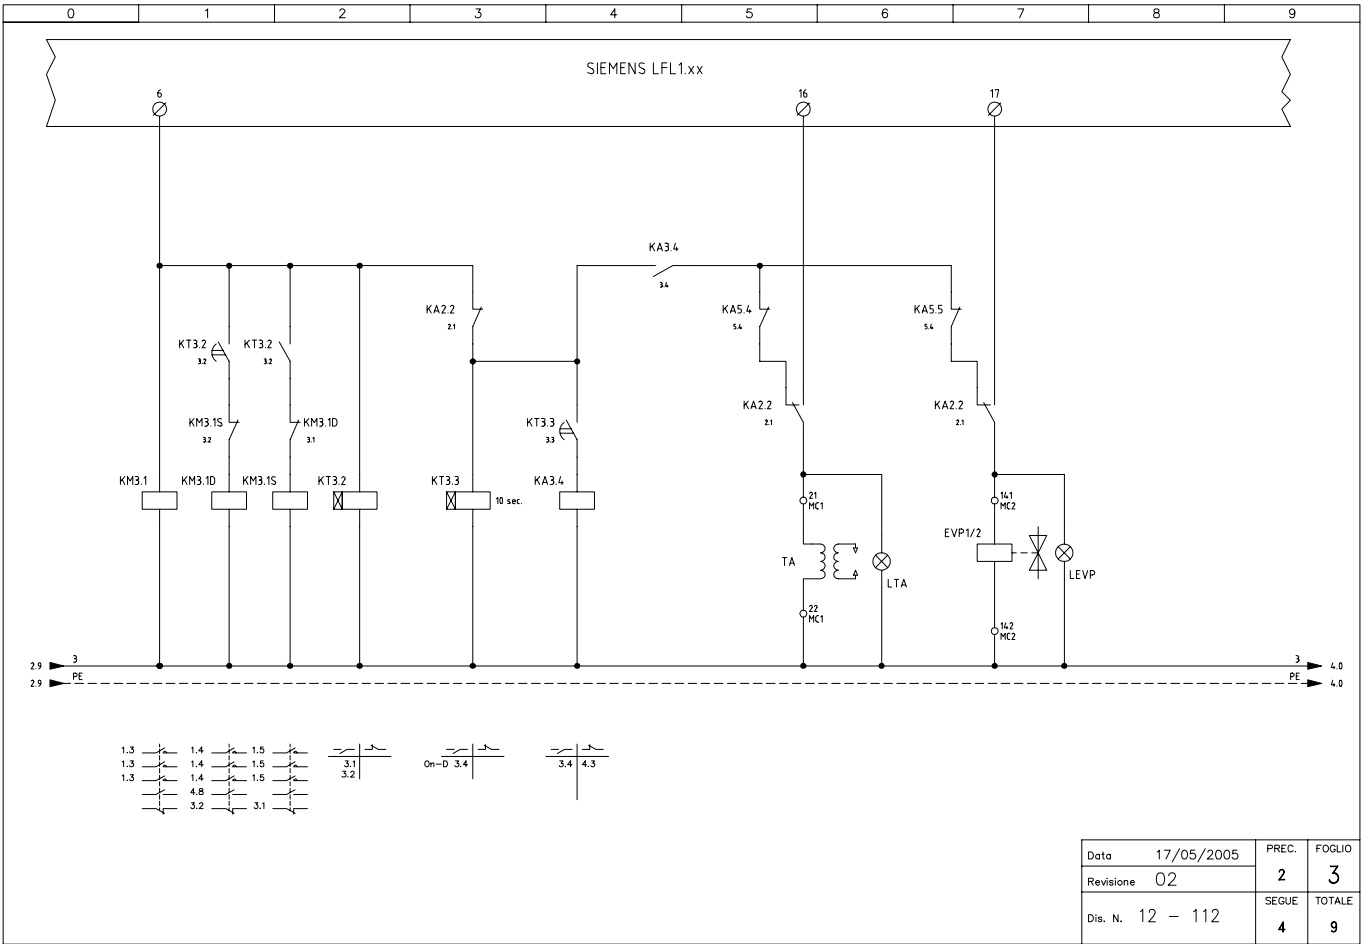 0 1 2 3 4 5 6 7 8 9
SIEMENS LFL1.xx
6 16 17
KA3.4
3.4
KA2.2
2.1
KA5.4
5.4
KA5.5
5.4
KT3.2
3.2
KT3.2
3.2
KA2.2
2.1
KA2.2
2.1
KM3.1S
3.2
KM3.1D
3.1
KT3.3
3.3
KM3.1
KM3.1D
KM3.1S
KT3.2
KT3.3
10 sec.
KA3.4
21
MC1
141
MC2
EVP1/2
TA
LTA
LEVP
22
MC1
142
MC2
2.9 3 3 4.0
2.9 PE PE 4.0
1.3 1.4 1.5
1.3 1.4 1.5
1.3 1.4 1.5
4.8
3.2 3.1
3.1
3.2
On-D 3.4
3.4 4.3
Data 17/05/2005
PREC.
2
FOGLIO
3
Revisione 02
Dis. N. 12 - 112
SEGUE
4
TOTALE
9